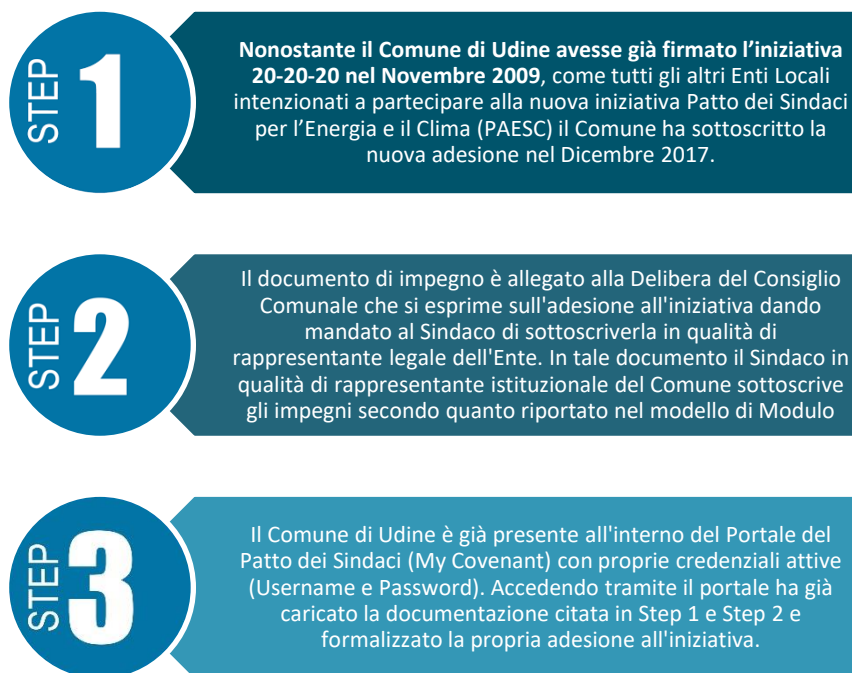 STEP 1
Nonostante il Comune di Udine avesse già firmato l'iniziativa
20-20-20 nel Novembre 2009, come tutti gli altri Enti Locali
intenzionati a partecipare alla nuova iniziativa Patto dei Sindaci
per l'Energia e il Clima (PAESC) il Comune ha sottoscritto la
nuova adesione nel Dicembre 2017.
STEP 2
Il documento di impegno è allegato alla Delibera del Consiglio
Comunale che si esprime sull'adesione all'iniziativa dando
mandato al Sindaco di sottoscriverla in qualità di
rappresentante legale dell'Ente. In tale documento il Sindaco in
qualità di rappresentante istituzionale del Comune sottoscrive
gli impegni secondo quanto riportato nel modello di Modulo
STEP 3
Il Comune di Udine è già presente all'interno del Portale del
Patto dei Sindaci (My Covenant) con proprie credenziali attive
(Username e Password). Accedendo tramite il portale ha già
caricato la documentazione citata in Step 1 e Step 2 e
formalizzato la propria adesione all'iniziativa.